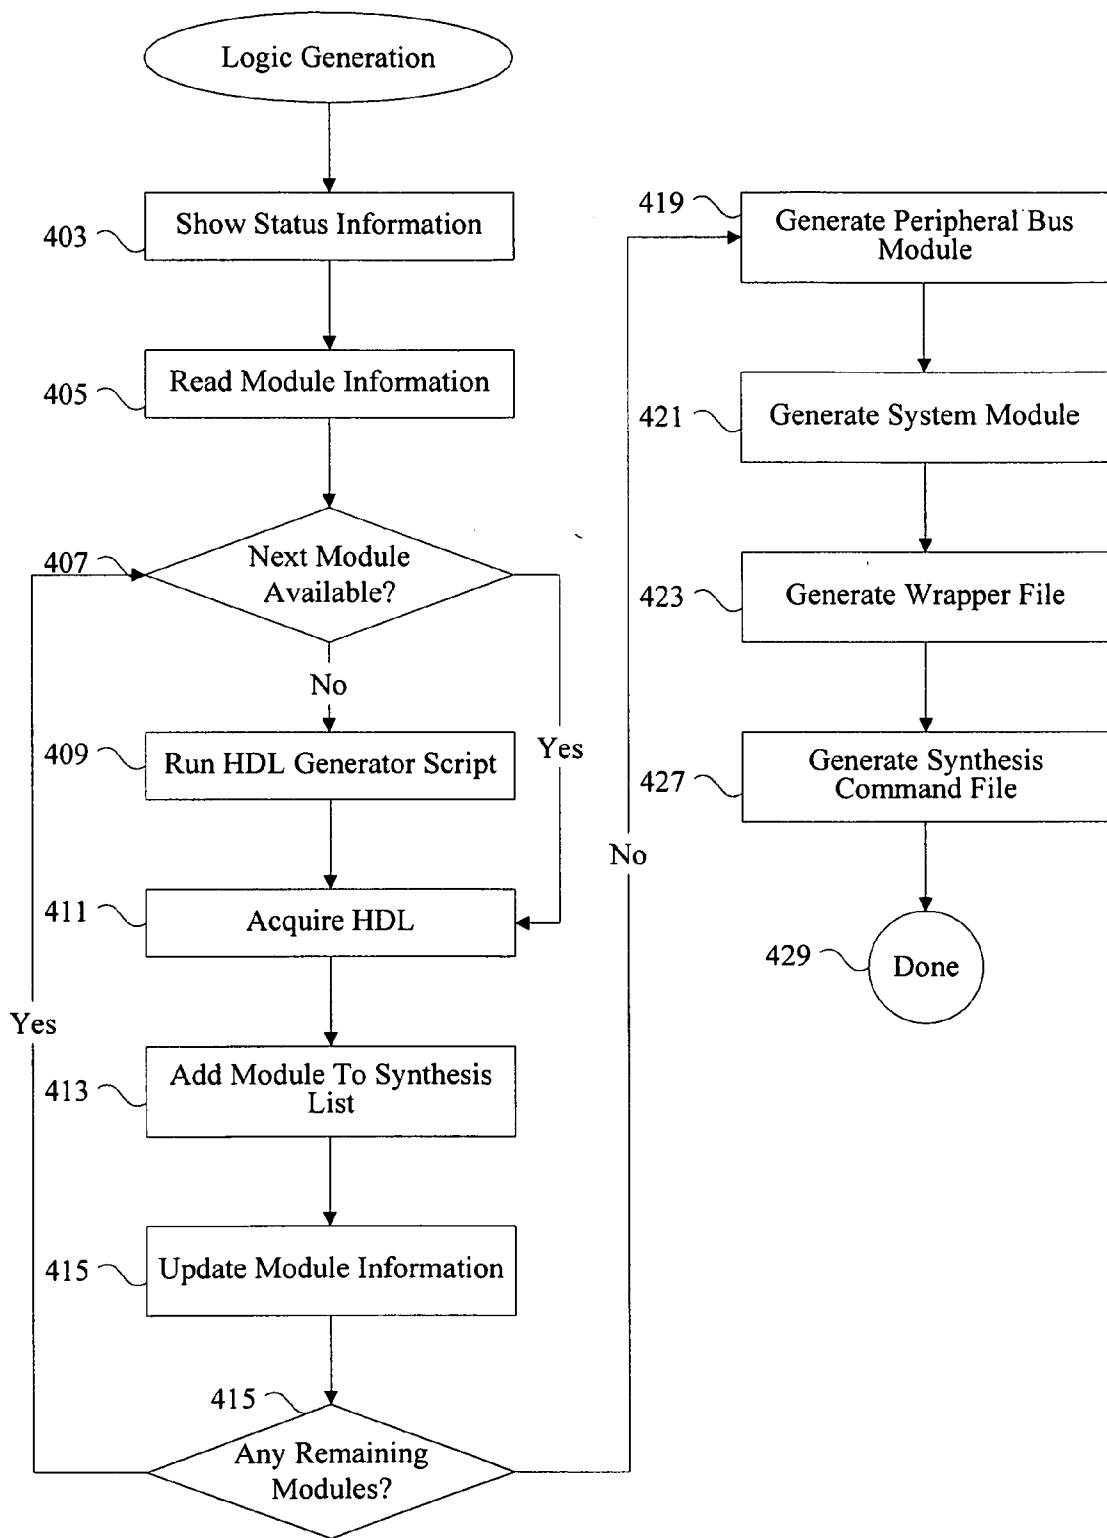 Logic Generation
403
Show Status Information
405
Read Module Information
407
Next Module
Available?
No
Yes
409
Run HDL Generator Script
411
Acquire HDL
Yes
413
Add Module To Synthesis
List
415
Update Module Information
415
Any Remaining
Modules?
No
419
Generate Peripheral Bus
Module
421
Generate System Module
423
Generate Wrapper File
427
Generate Synthesis
Command File
429
Done